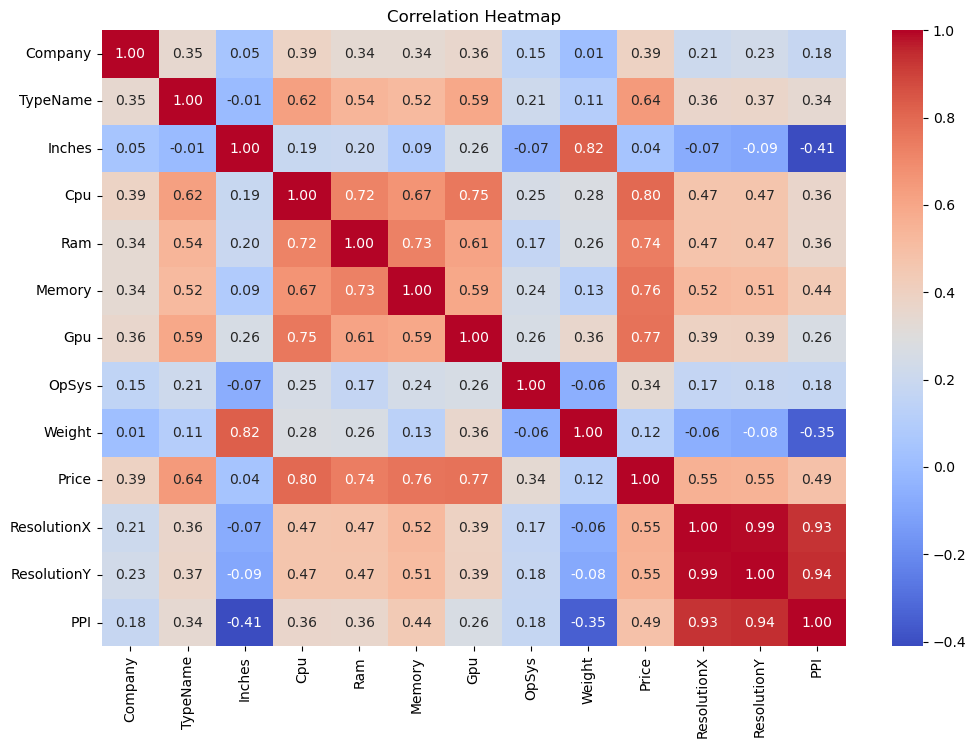 Correlation Heatmap
Company 1.00 0.35 0.05 0.39 0.34 0.34 0.36 0.15 0.01 0.39 0.21 0.23 0.18
TypeName 0.35 1.00 -0.01 0.62 0.54 0.52 0.59 0.21 0.11 0.64 0.36 0.37 0.34
Inches 0.05 -0.01 1.00 0.19 0.20 0.09 0.26 -0.07 0.82 0.04 -0.07 -0.09 -0.41
Cpu 0.39 0.62 0.19 1.00 0.72 0.67 0.75 0.25 0.28 0.80 0.47 0.47 0.36
Ram 0.34 0.54 0.20 0.72 1.00 0.73 0.61 0.17 0.26 0.74 0.47 0.47 0.36
Memory 0.34 0.52 0.09 0.67 0.73 1.00 0.59 0.24 0.13 0.76 0.52 0.51 0.44
Gpu 0.36 0.59 0.26 0.75 0.61 0.59 1.00 0.26 0.36 0.77 0.39 0.39 0.26
OpSys 0.15 0.21 -0.07 0.25 0.17 0.24 0.26 1.00 -0.06 0.34 0.17 0.18 0.18
Weight 0.01 0.11 0.82 0.28 0.26 0.13 0.36 -0.06 1.00 0.12 -0.06 -0.08 -0.35
Price 0.39 0.64 0.04 0.80 0.74 0.76 0.77 0.34 0.12 1.00 0.55 0.55 0.49
ResolutionX 0.21 0.36 -0.07 0.47 0.47 0.52 0.39 0.17 -0.06 0.55 1.00 0.99 0.93
ResolutionY 0.23 0.37 -0.09 0.47 0.47 0.51 0.39 0.18 -0.08 0.55 0.99 1.00 0.94
PPI 0.18 0.34 -0.41 0.36 0.36 0.44 0.26 0.18 -0.35 0.49 0.93 0.94 1.00
Company TypeName Inches Cpu Ram Memory Gpu OpSys Weight Price ResolutionX ResolutionY PPI
1.0
0.8
0.6
0.4
0.2
0.0
−0.2
−0.4